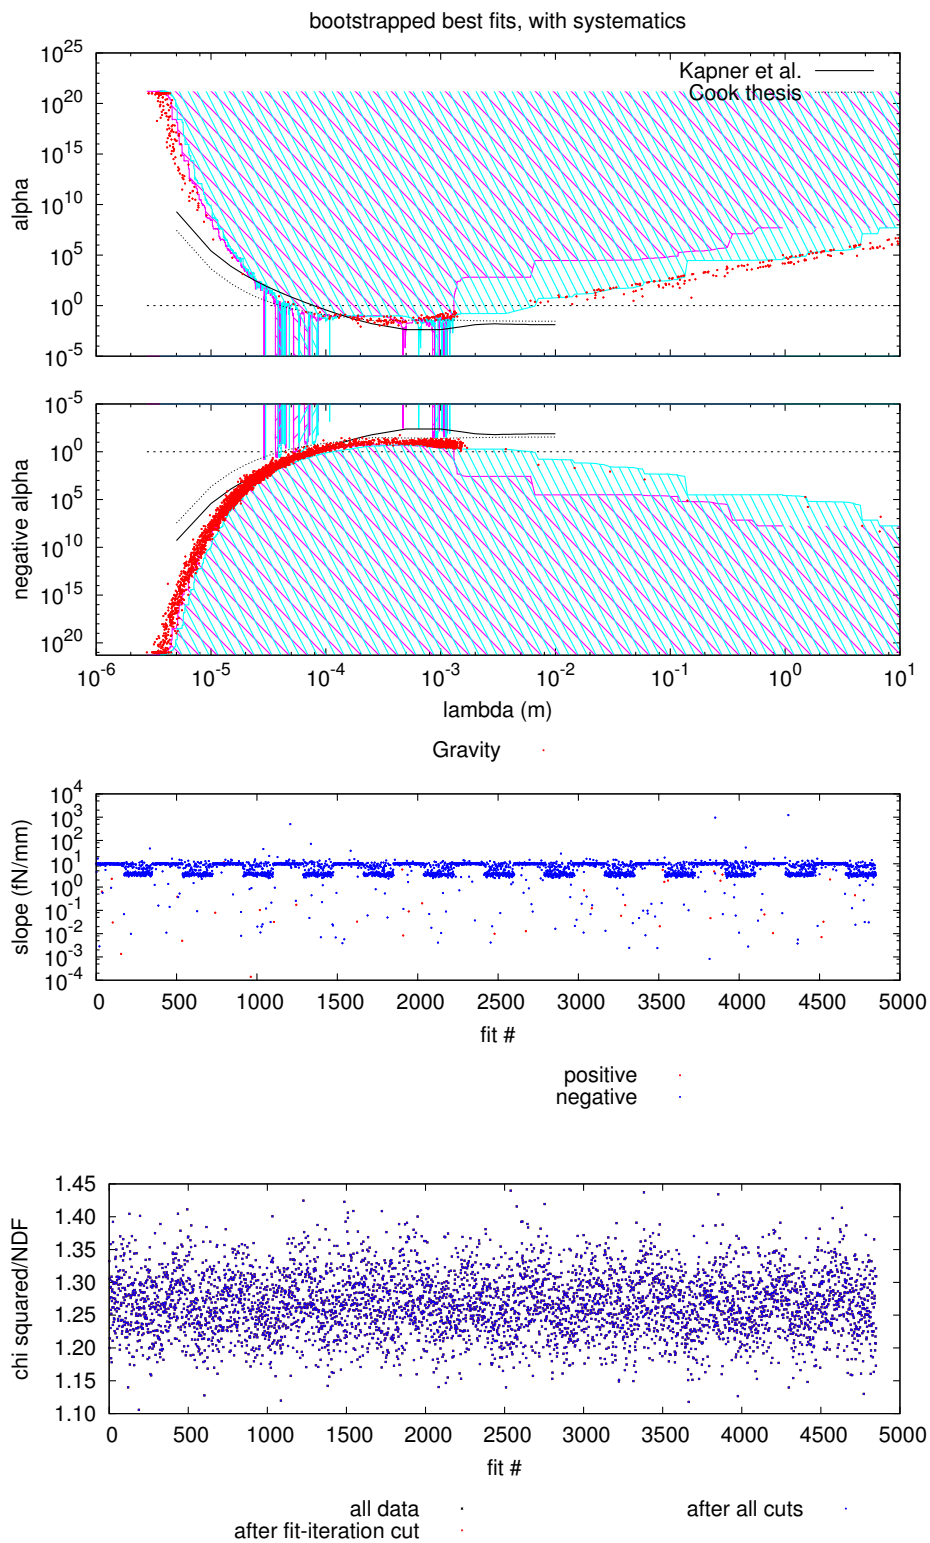 bootstrapped best fits, with systematics
10^25
10^20
10^15
10^10
10^5
10^0
10^-5
alpha
Kapner et al.
Cook thesis
10^-5
10^0
10^5
10^10
10^15
10^20
negative alpha
10^-6 10^-5 10^-4 10^-3 10^-2 10^-1 10^0 10^1
lambda (m)
Gravity
10^4
10^3
10^2
10^1
10^0
10^-1
10^-2
10^-3
10^-4
slope (fN/mm)
0 500 1000 1500 2000 2500 3000 3500 4000 4500 5000
fit #
positive
negative
1.45
1.40
1.35
1.30
1.25
1.20
1.15
1.10
chi squared/NDF
0 500 1000 1500 2000 2500 3000 3500 4000 4500 5000
fit #
all data
after fit-iteration cut
after all cuts